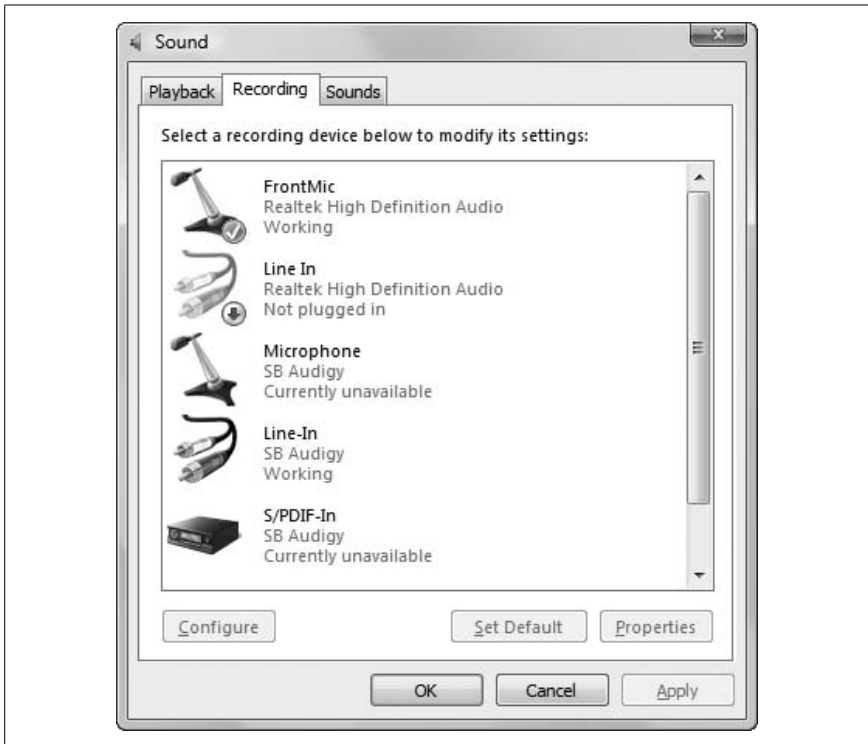 Sound
Playback Recording Sounds
Select a recording device below to modify its settings:
FrontMic
Realtek High Definition Audio
Working
Line In
Realtek High Definition Audio
Not plugged in
Microphone
SB Audigy
Currently unavailable
Line-In
SB Audigy
Working
S/PDIF-In
SB Audigy
Currently unavailable
Configure Set Default Properties
OK Cancel Apply